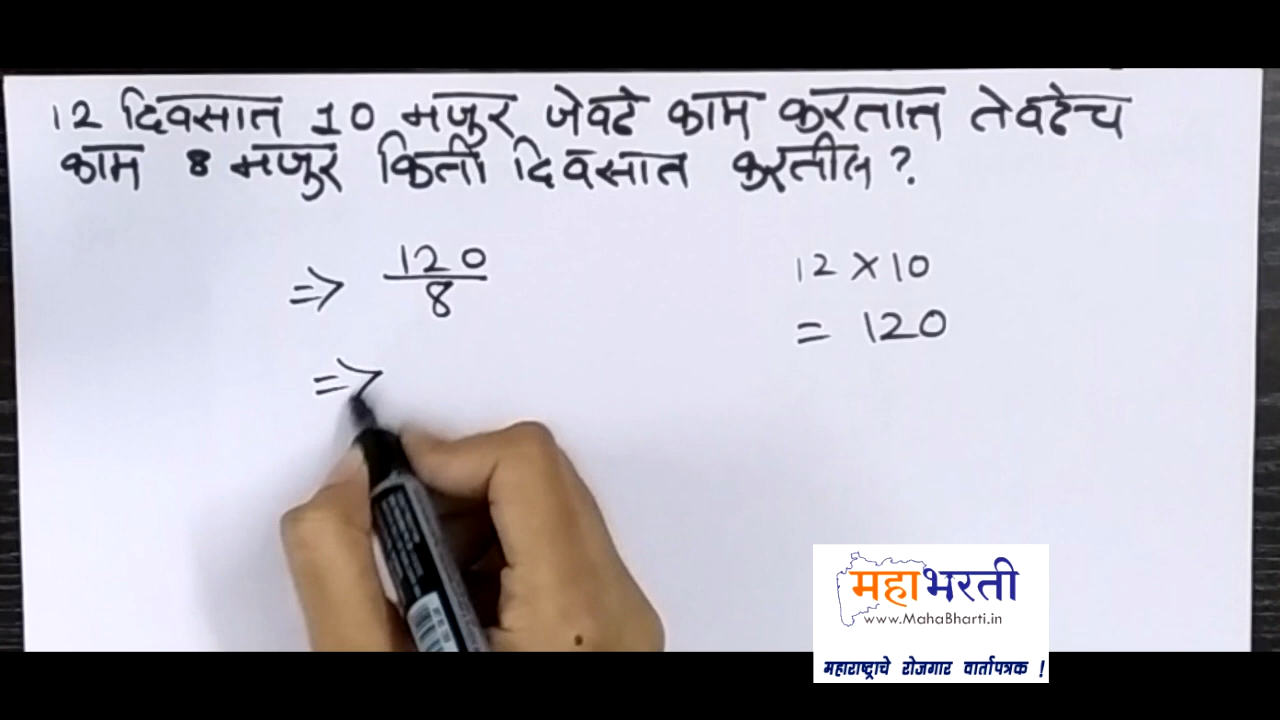 12 दिवसात 10 मजुर जेवढे काम करतात तेवढेच
काम 8 मजुर किती दिवसात करतील?
=> 120
8
12 × 10
= 120
=>
महाभरती
www.MahaBharti.in
महाराष्ट्राचे रोजगार वार्तापत्रक !